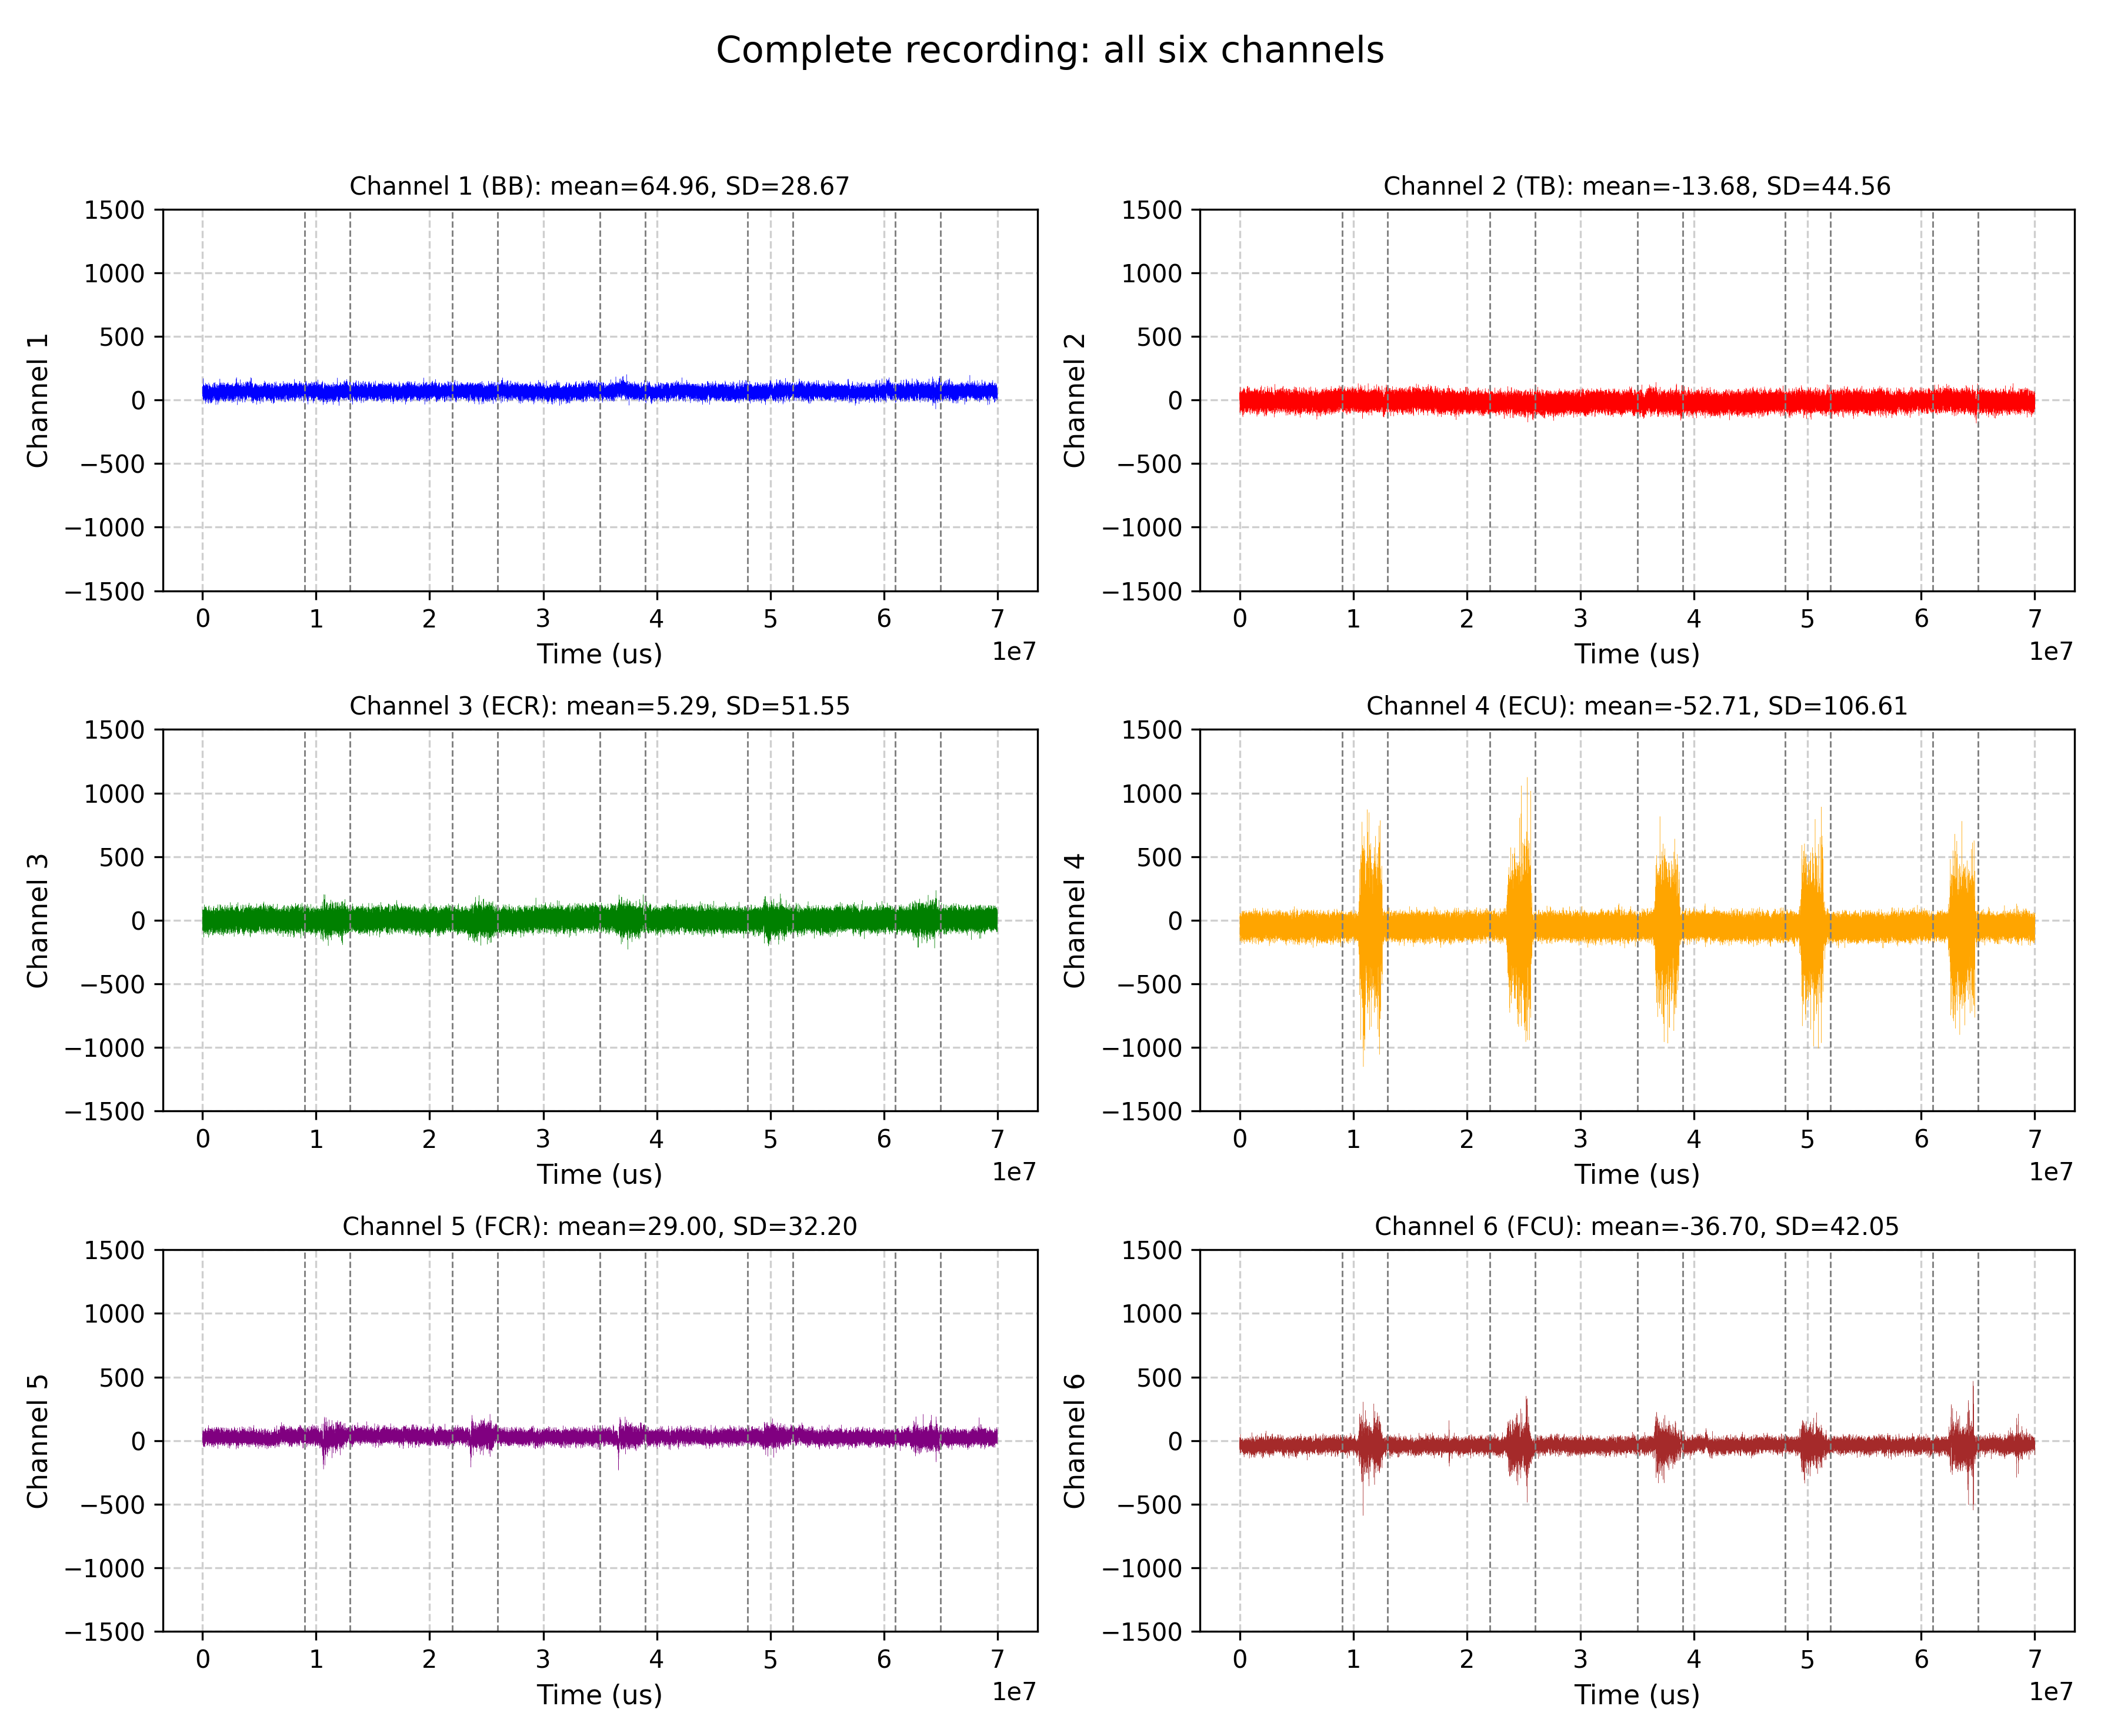 Complete recording: all six channels
Channel 1 (BB): mean=64.96, SD=28.67
Channel 1
1500
1000
500
0
−500
−1000
−1500
0 1 2 3 4 5 6 7
1e7
Time (us)
Channel 2 (TB): mean=-13.68, SD=44.56
Channel 2
1500
1000
500
0
−500
−1000
−1500
0 1 2 3 4 5 6 7
1e7
Time (us)
Channel 3 (ECR): mean=5.29, SD=51.55
Channel 3
1500
1000
500
0
−500
−1000
−1500
0 1 2 3 4 5 6 7
1e7
Time (us)
Channel 4 (ECU): mean=-52.71, SD=106.61
Channel 4
1500
1000
500
0
−500
−1000
−1500
0 1 2 3 4 5 6 7
1e7
Time (us)
Channel 5 (FCR): mean=29.00, SD=32.20
Channel 5
1500
1000
500
0
−500
−1000
−1500
0 1 2 3 4 5 6 7
1e7
Time (us)
Channel 6 (FCU): mean=-36.70, SD=42.05
Channel 6
1500
1000
500
0
−500
−1000
−1500
0 1 2 3 4 5 6 7
1e7
Time (us)